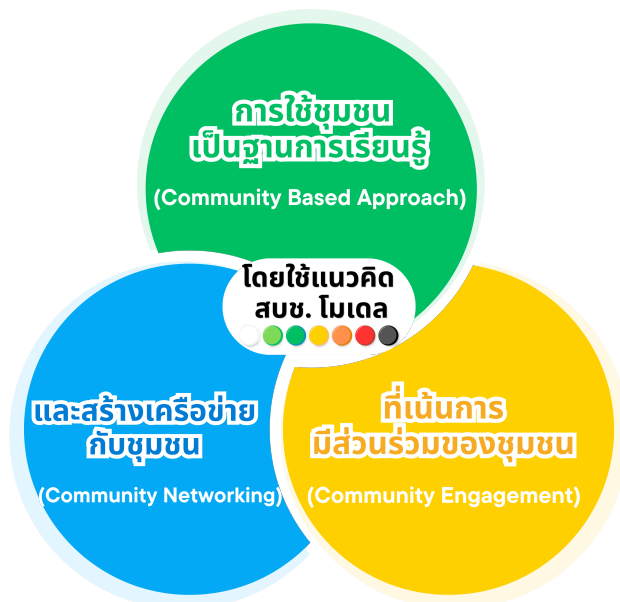 การใช้ชุมชน
เป็นฐานการเรียนรู้
(Community Based Approach)
โดยใช้แนวคิด
สบช. โมเดล
ที่เน้นการ
มีส่วนร่วมของชุมชน
(Community Engagement)
และสร้างเครือข่าย
กับชุมชน
(Community Networking)